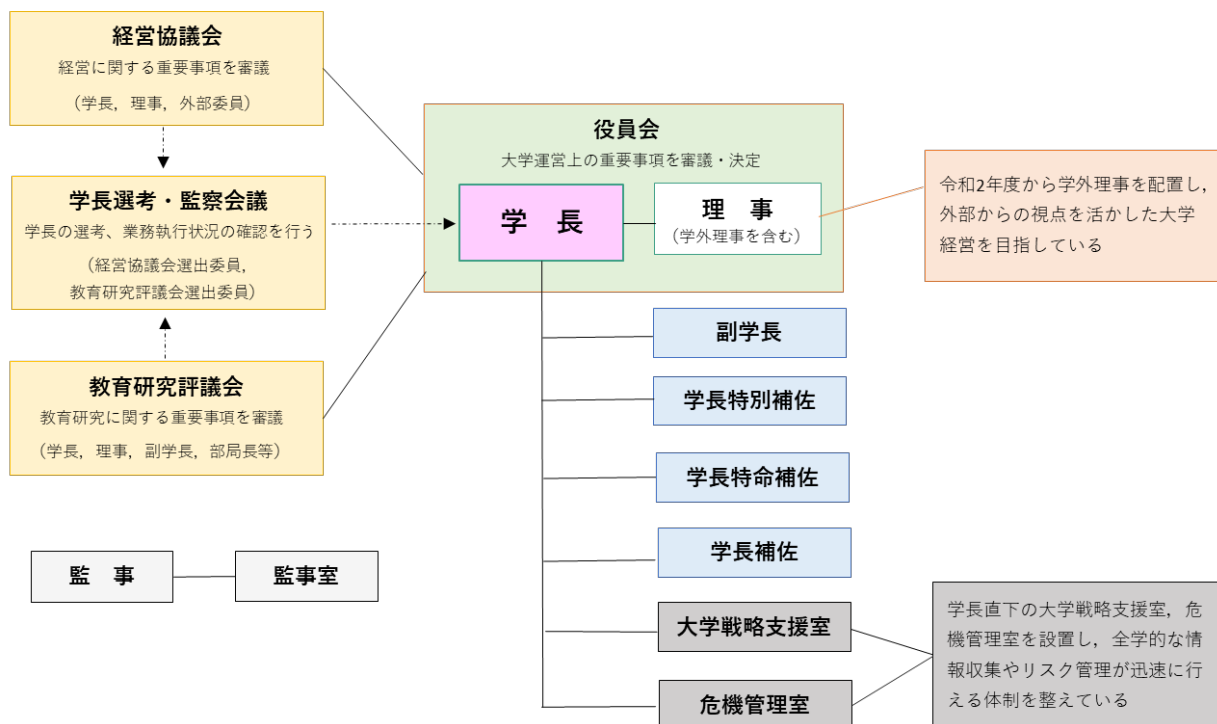 経営協議会
経営に関する重要事項を審議
（学長，理事，外部委員）
学長選考・監察会議
学長の選考、業務執行状況の確認を行う
（経営協議会選出委員，
教育研究評議会選出委員）
教育研究評議会
教育研究に関する重要事項を審議
（学長，理事，副学長，部局長等）
監　事
監事室
役員会
大学運営上の重要事項を審議・決定
学　長
理　事
（学外理事を含む）
令和2年度から学外理事を配置し，
外部からの視点を活かした大学
経営を目指している
副学長
学長特別補佐
学長特命補佐
学長補佐
大学戦略支援室
危機管理室
学長直下の大学戦略支援室，危
機管理室を設置し，全学的な情
報収集やリスク管理が迅速に行
える体制を整えている